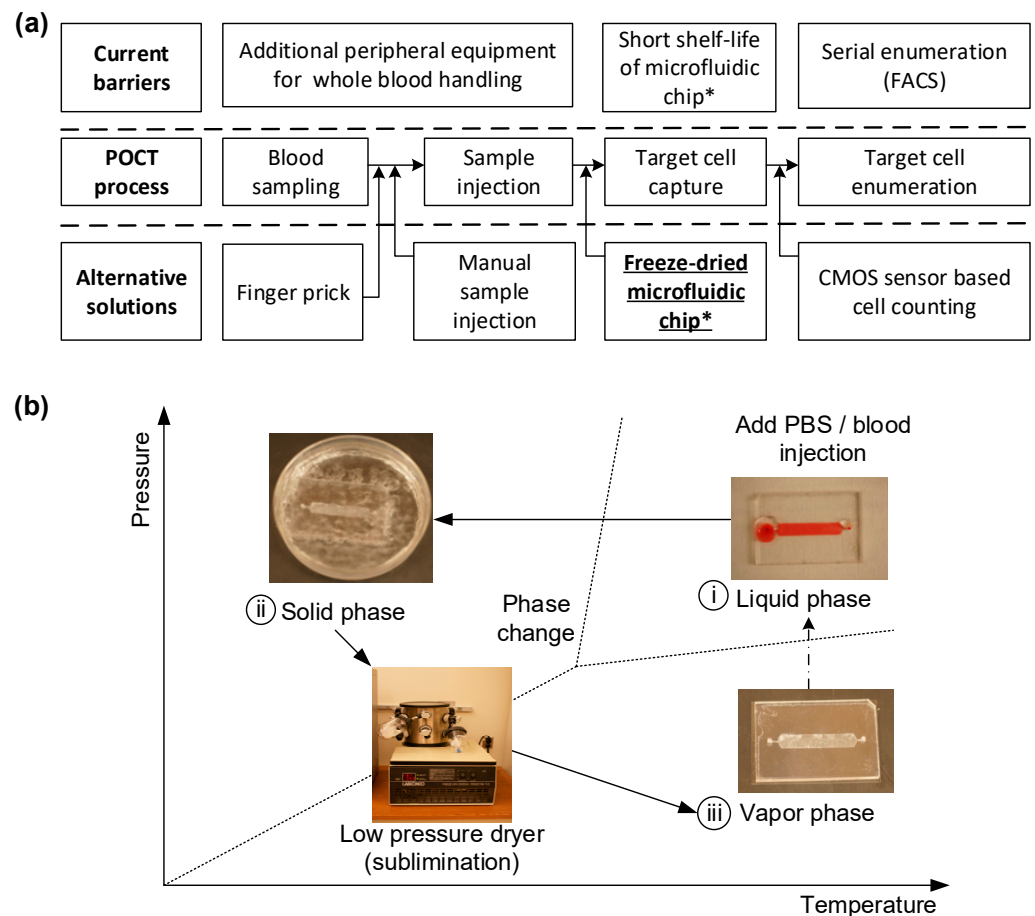 (a)
Current
barriers
Additional peripheral equipment
for whole blood handling
Short shelf-life
of microfluidic
chip*
Serial enumeration
(FACS)
POCT
process
Blood
sampling
Sample
injection
Target cell
capture
Target cell
enumeration
Alternative
solutions
Finger prick
Manual
sample
injection
Freeze-dried
microfluidic
chip*
CMOS sensor based
cell counting
(b)
Pressure
Add PBS / blood
injection
i Liquid phase
ii Solid phase
Phase
change
LABCONCO
iii Vapor phase
Low pressure dryer
(sublimination)
Temperature